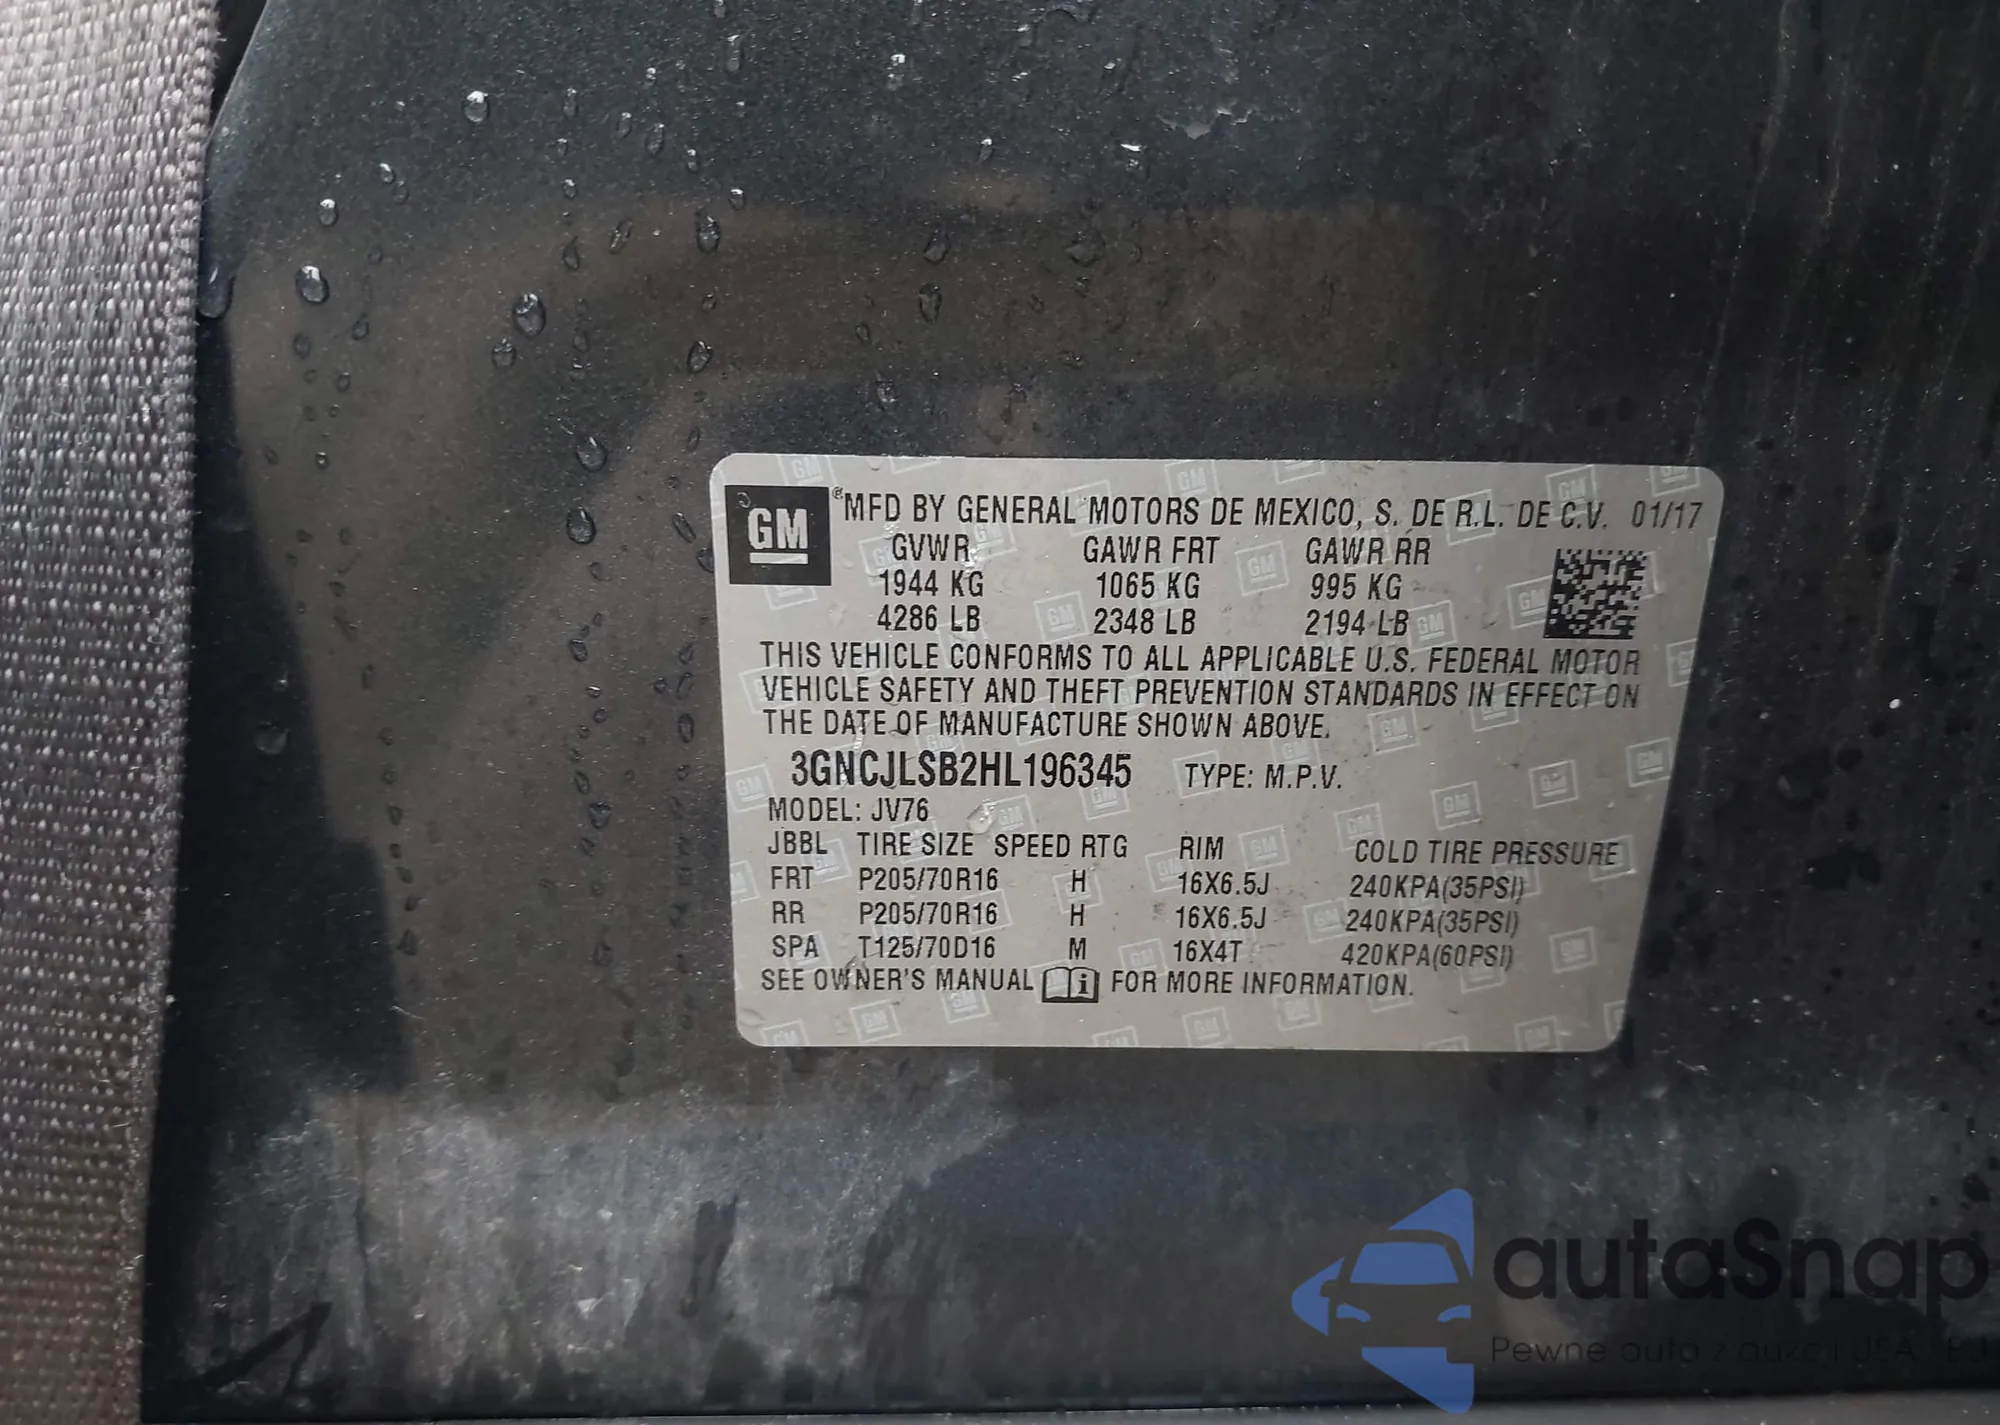 GM
®MFD BY GENERAL MOTORS DE MEXICO, S. DE R.L. DE C.V. 01/17
GVWR GAWR FRT GAWR RR
1944 KG 1065 KG 995 KG
4286 LB 2348 LB 2194 LB
THIS VEHICLE CONFORMS TO ALL APPLICABLE U.S. FEDERAL MOTOR
VEHICLE SAFETY AND THEFT PREVENTION STANDARDS IN EFFECT ON
THE DATE OF MANUFACTURE SHOWN ABOVE.
3GNCJLSB2HL196345 TYPE: M.P.V.
MODEL: JV76
JBBL TIRE SIZE SPEED RTG RIM COLD TIRE PRESSURE
FRT P205/70R16 H 16X6.5J 240KPA(35PSI)
RR P205/70R16 H 16X6.5J 240KPA(35PSI)
SPA T125/70D16 M 16X4T 420KPA(60PSI)
SEE OWNER'S MANUAL i FOR MORE INFORMATION.
autaSnap
Pewne auta z aukcji USA